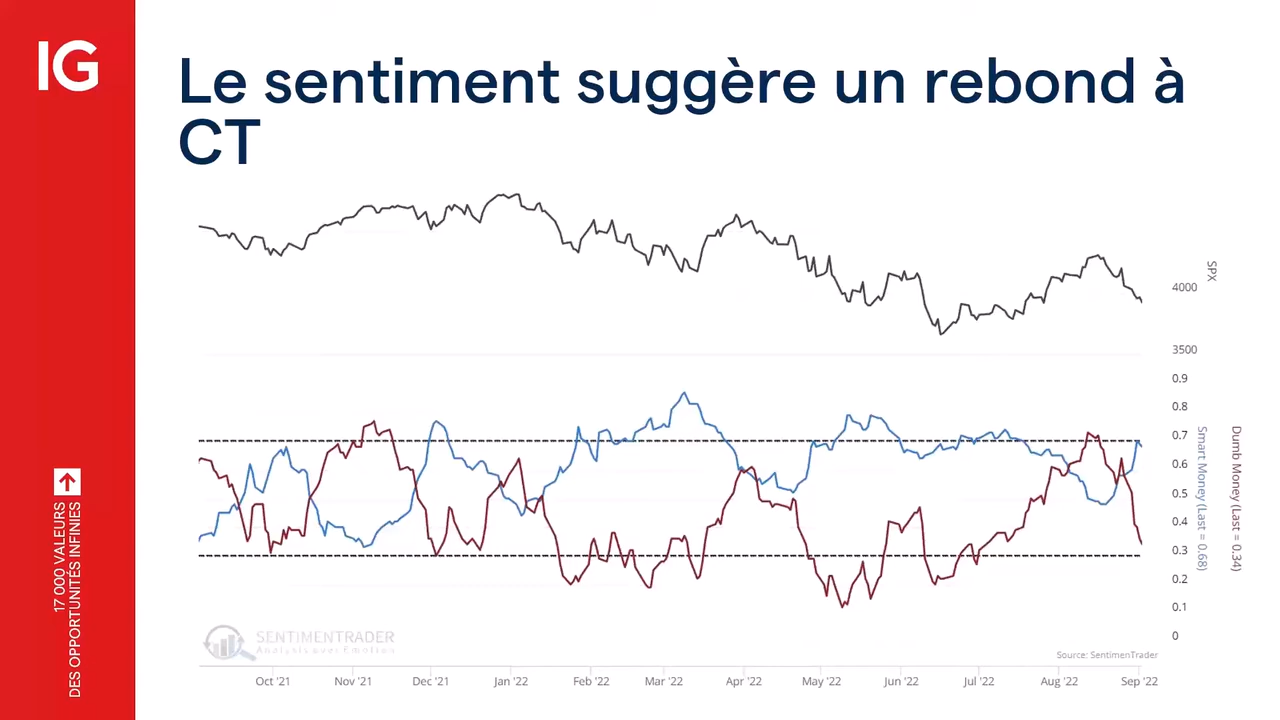 IG
Le sentiment suggère un rebond à
CT
SPX
4000
3500
0.9
0.8
0.7
0.6
0.5
0.4
0.3
0.2
0.1
0
Smart Money (Last = 0.68)
Dumb Money (Last = 0.34)
17 000 VALEURS
DES OPPORTUNITÉS INFINIES
SENTIMENTRADER
Analysis over Emotion
Source: SentimenTrader
Oct '21
Nov '21
Dec '21
Jan '22
Feb '22
Mar '22
Apr '22
May '22
Jun '22
Jul '22
Aug '22
Sep '22